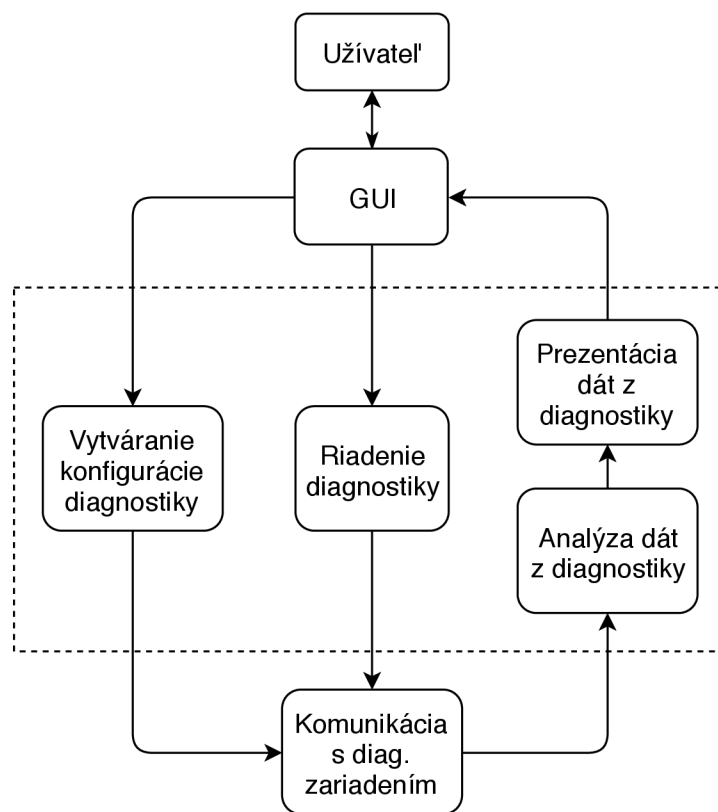 Užívateľ
GUI
Prezentácia
dát z
diagnostiky
Vytváranie
konfigurácie
diagnostiky
Riadenie
diagnostiky
Analýza dát
z diagnostiky
Komunikácia
s diag.
zariadením